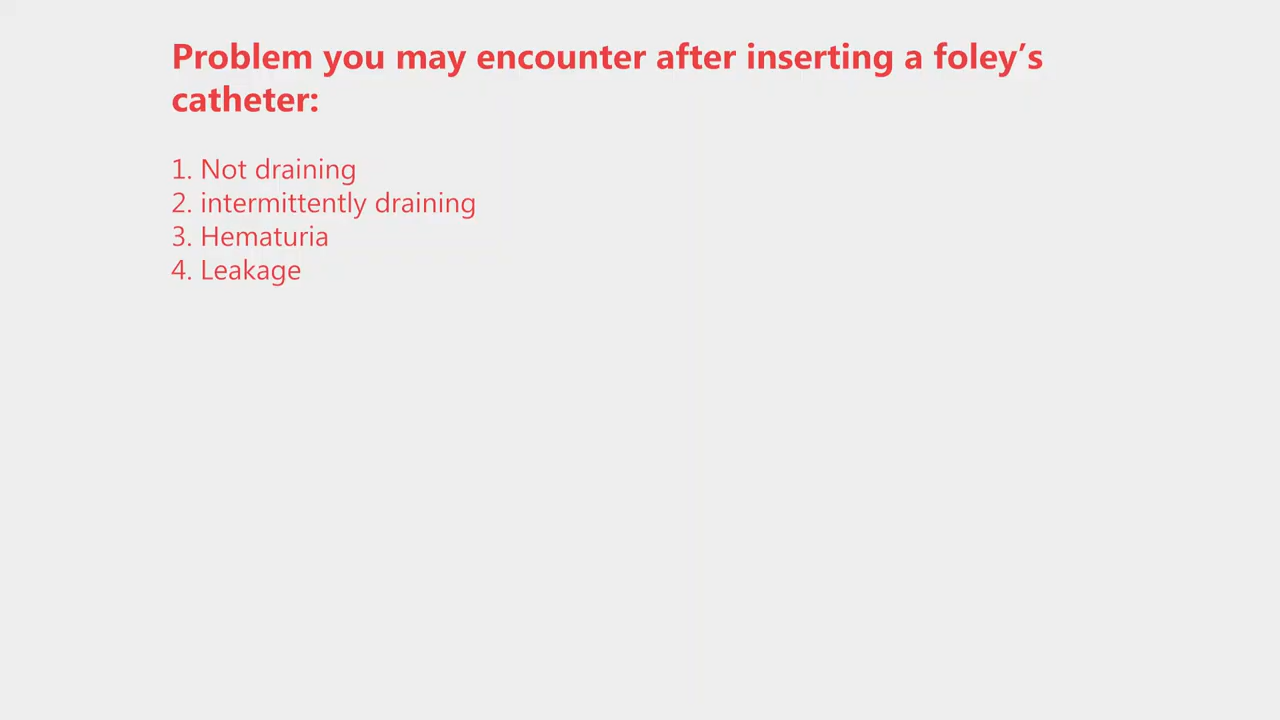 Problem you may encounter after inserting a foley’s
catheter:
1. Not draining
2. intermittently draining
3. Hematuria
4. Leakage